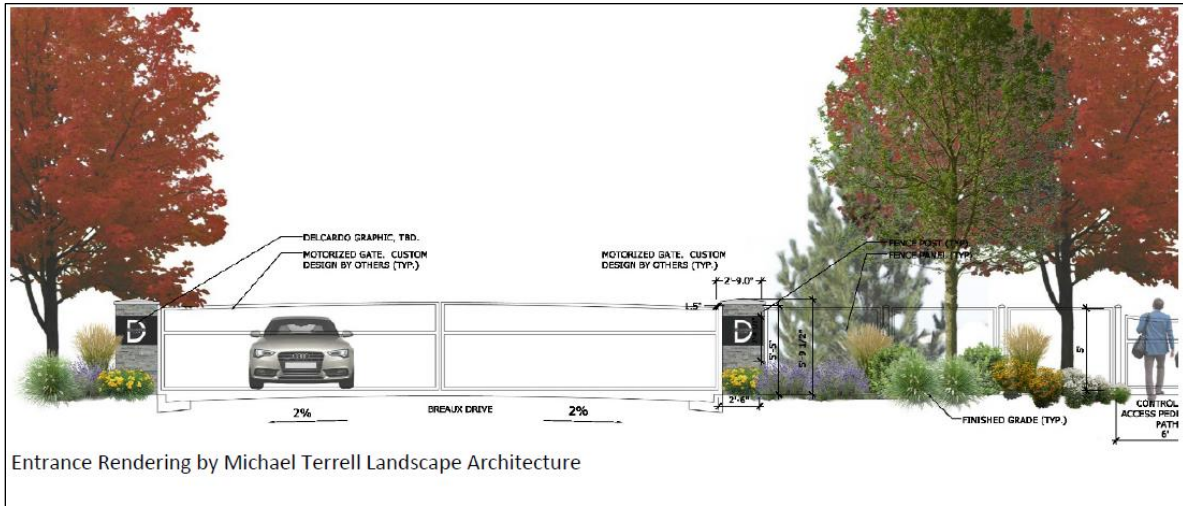 DELCARDO GRAPHIC, TBD.
MOTORIZED GATE. CUSTOM
DESIGN BY OTHERS (TYP.)
MOTORIZED GATE. CUSTOM
DESIGN BY OTHERS (TYP.)
FENCE POST (TYP)
FENCE PANEL (TYP)
2'-9.0"
1.5"
D
D
5'-5"
5'-9 1/2"
5'
2'-6"
2%
BREAUX DRIVE
2%
FINISHED GRADE (TYP.)
CONTROL
ACCESS PEDI
PATH
6'
Entrance Rendering by Michael Terrell Landscape Architecture